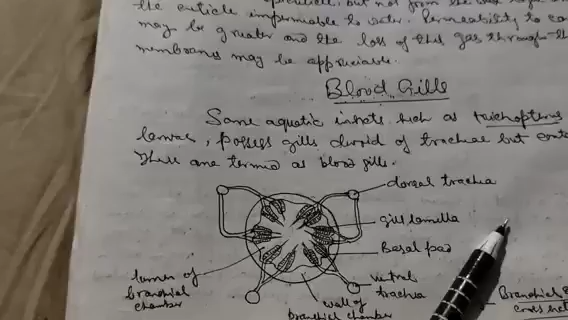 the cuticle impermeable to water. Permeability to
may be greater and the loss of this gas through the
membranes may be appreciable.
Blood Gills
Some aquatic insects such as trichopterus
larvae, possess gills devoid of tracheae but
These are termed as blood gills.
dorsal trachea
gill lamella
Basal pad
ventral
trachea
lumen of
branchial
chamber
wall of
branchial chamber
Branchial